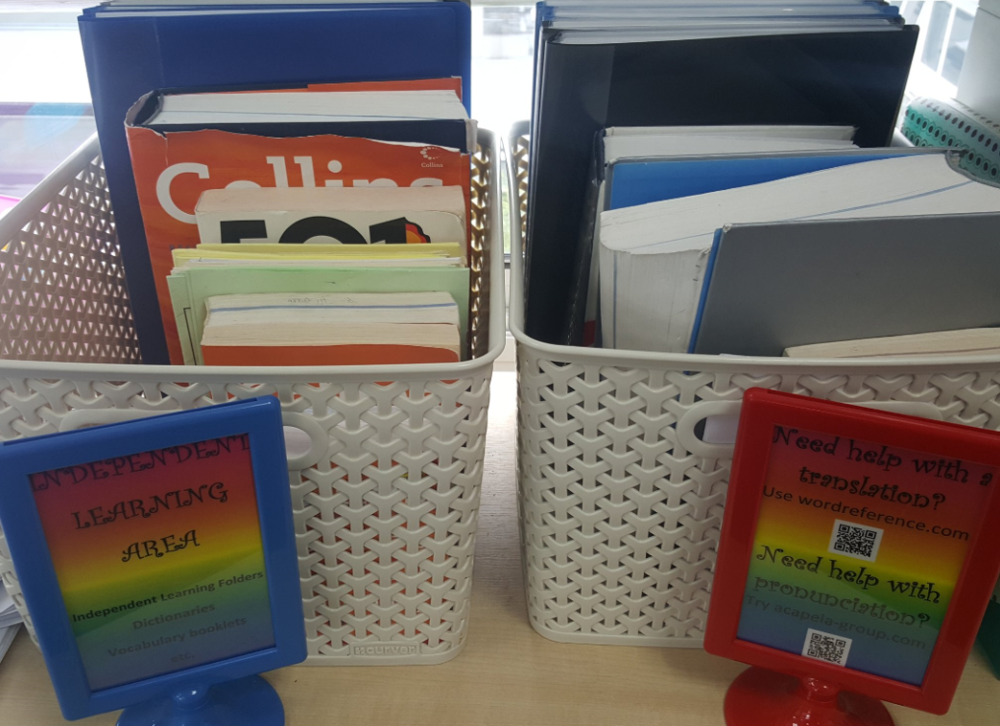 Collins
Collins
501
INDEPENDENT
LEARNING
AREA
Independent Learning Folders
Dictionaries
Vocabulary booklets
etc.
Need help with a
translation?
Use wordreference.com
Need help with
pronunciation?
Try acapela-group.com